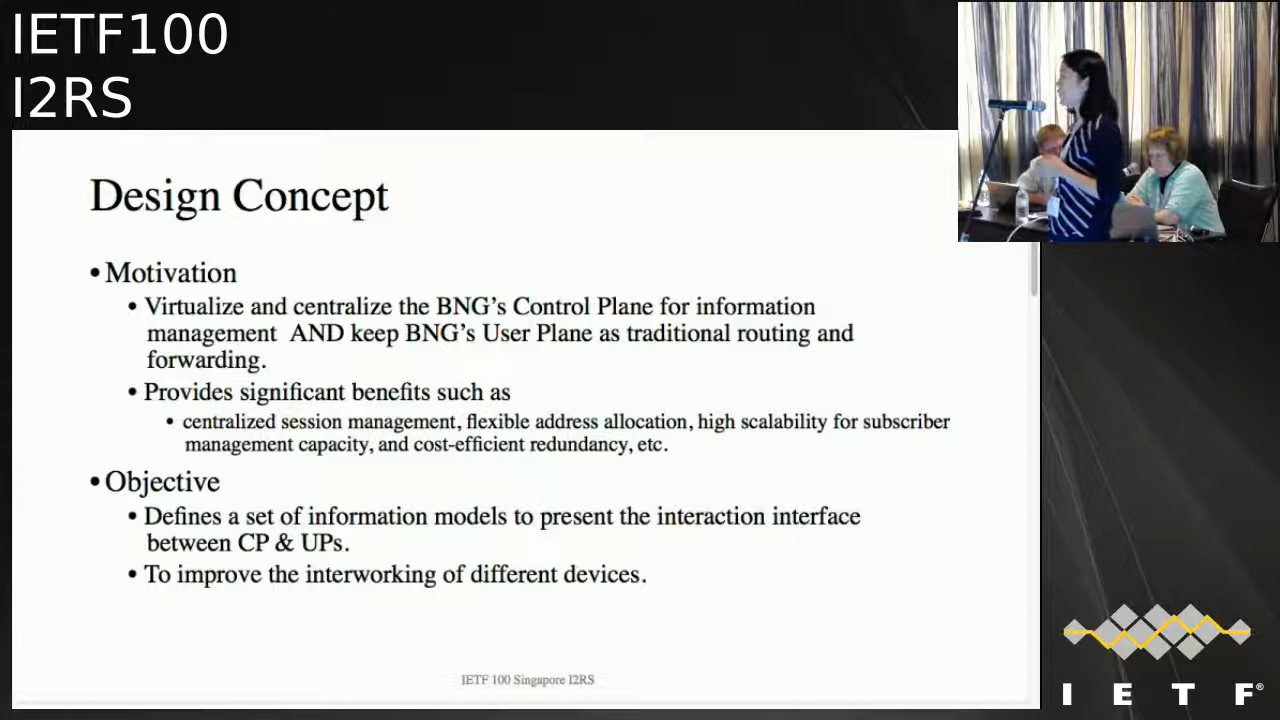 IETF100
I2RS
Design Concept
• Motivation
• Virtualize and centralize the BNG’s Control Plane for information
management AND keep BNG’s User Plane as traditional routing and
forwarding.
• Provides significant benefits such as
• centralized session management, flexible address allocation, high scalability for subscriber
management capacity, and cost-efficient redundancy, etc.
• Objective
• Defines a set of information models to present the interaction interface
between CP & UPs.
• To improve the interworking of different devices.
IETF 100 Singapore I2RS
I E T F®